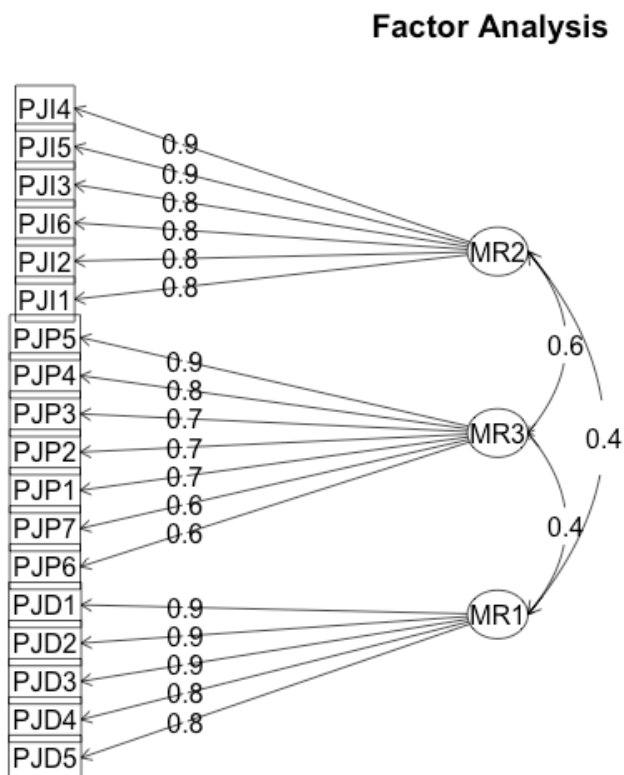 Factor Analysis
PJI4
PJI5
PJI3
PJI6
PJI2
PJI1
PJP5
PJP4
PJP3
PJP2
PJP1
PJP7
PJP6
PJD1
PJD2
PJD3
PJD4
PJD5
0.9
0.9
0.8
0.8
0.8
0.8
0.9
0.8
0.7
0.7
0.7
0.6
0.6
0.9
0.9
0.9
0.8
0.8
MR2
MR3
MR1
0.6
0.4
0.4